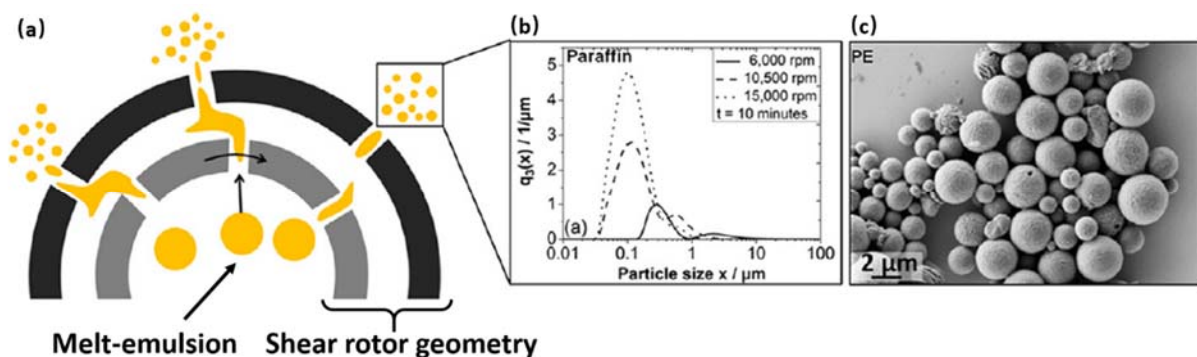 (a)
Melt-emulsion
Shear rotor geometry
(b)
Paraffin
6,000 rpm
10,500 rpm
15,000 rpm
t = 10 minutes
q₃(x) / 1/μm
5
4
3
2
1
0
(a)
0.01 0.1 1 10 100
Particle size x / μm
(c)
PE
2 μm